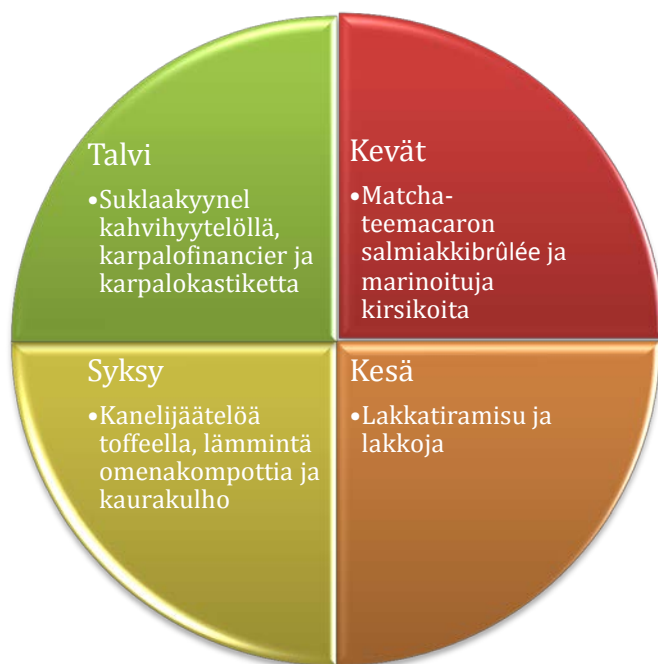 Talvi
•Suklaakyynel
kahvihyytelöllä,
karpalofinancier ja
karpalokastiketta
Kevät
•Matcha-
teemacaron
salmiakkibrûlée ja
marinoituja
kirsikoita
Syksy
•Kanelijäätelöä
toffeella, lämmintä
omenakompottia ja
kaurakulho
Kesä
•Lakkatiramisu ja
lakkoja